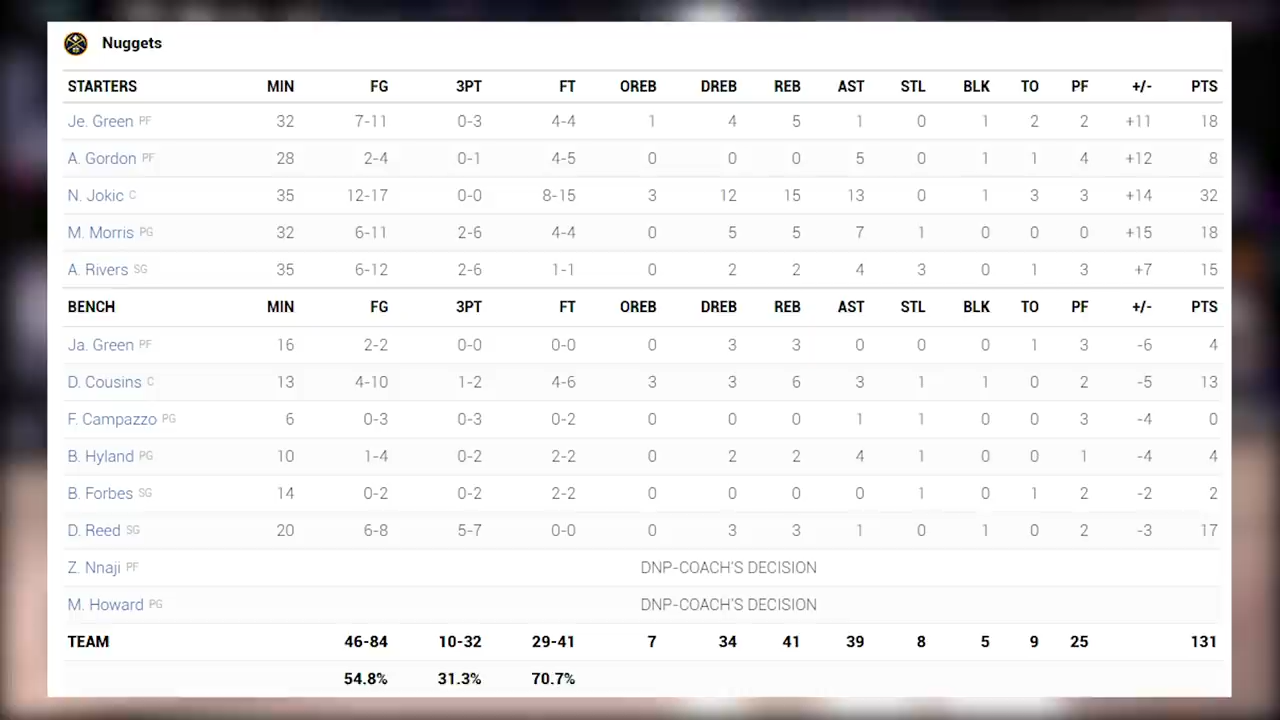 Nuggets
STARTERS MIN FG 3PT FT OREB DREB REB AST STL BLK TO PF +/- PTS
Je. Green PF 32 7-11 0-3 4-4 1 4 5 1 0 1 2 2 +11 18
A. Gordon PF 28 2-4 0-1 4-5 0 0 0 5 0 1 1 4 +12 8
N. Jokic C 35 12-17 0-0 8-15 3 12 15 13 0 1 3 3 +14 32
M. Morris PG 32 6-11 2-6 4-4 0 5 5 7 1 0 0 0 +15 18
A. Rivers SG 35 6-12 2-6 1-1 0 2 2 4 3 0 1 3 +7 15
BENCH MIN FG 3PT FT OREB DREB REB AST STL BLK TO PF +/- PTS
Ja. Green PF 16 2-2 0-0 0-0 0 3 3 0 0 0 1 3 -6 4
D. Cousins C 13 4-10 1-2 4-6 3 3 6 3 1 1 0 2 -5 13
F. Campazzo PG 6 0-3 0-3 0-2 0 0 0 1 1 0 0 3 -4 0
B. Hyland PG 10 1-4 0-2 2-2 0 2 2 4 1 0 0 1 -4 4
B. Forbes SG 14 0-2 0-2 2-2 0 0 0 0 1 0 1 2 -2 2
D. Reed SG 20 6-8 5-7 0-0 0 3 3 1 0 1 0 2 -3 17
Z. Nnaji PF DNP-COACH'S DECISION
M. Howard PG DNP-COACH'S DECISION
TEAM 46-84 10-32 29-41 7 34 41 39 8 5 9 25 131
54.8% 31.3% 70.7%